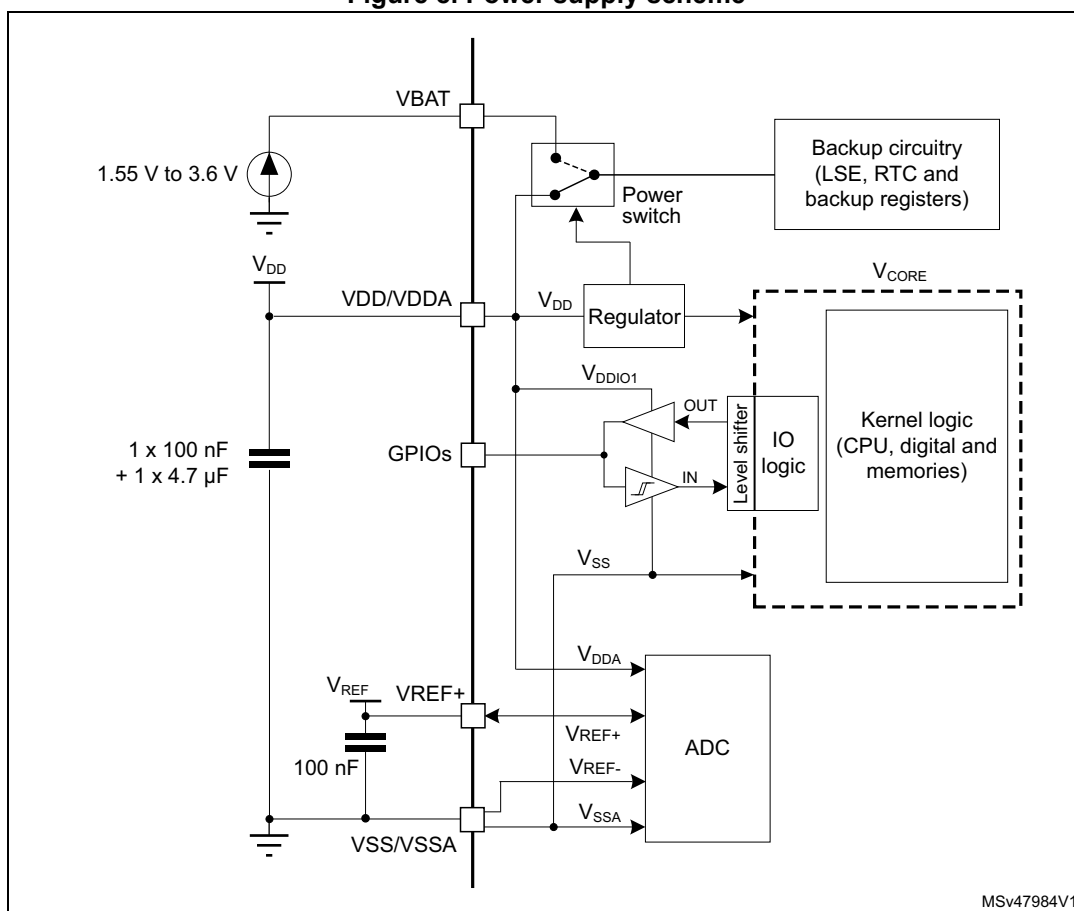 Figure Power supply scheme
VBAT
1.55 V to 3.6 V
Power
switch
Backup circuitry
(LSE, RTC and
backup registers)
VDD
VDD/VDDA
VDD
Regulator
VCORE
VDDIO1
OUT
GPIOs
IN
Level shifter
IO
logic
Kernel logic
(CPU, digital and
memories)
1 x 100 nF
+ 1 x 4.7 µF
VSS
VDDA
VREF
VREF+
VREF+
ADC
100 nF
VREF-
VSSA
VSS/VSSA
MSv47984V1